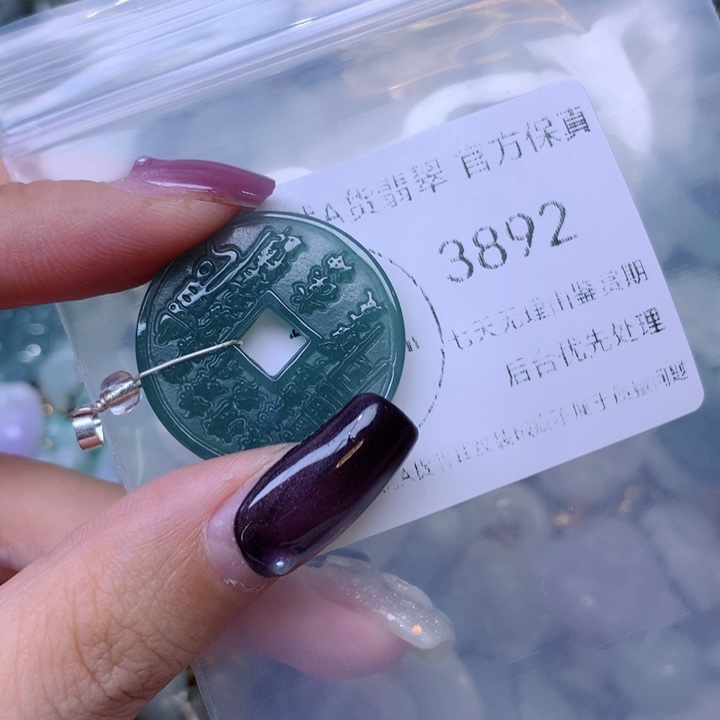 A货翡翠 官方保真
3892
七天无理由鉴赏期
后台优先处理